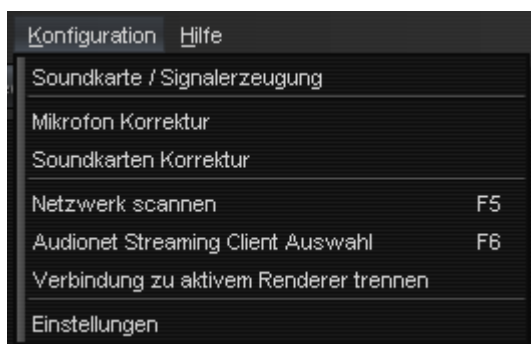 Konfiguration Hilfe
Soundkarte / Signalerzeugung
Mikrofon Korrektur
Soundkarten Korrektur
Netzwerk scannen F5
Audionet Streaming Client Auswahl F6
Verbindung zu aktivem Renderer trennen
Einstellungen